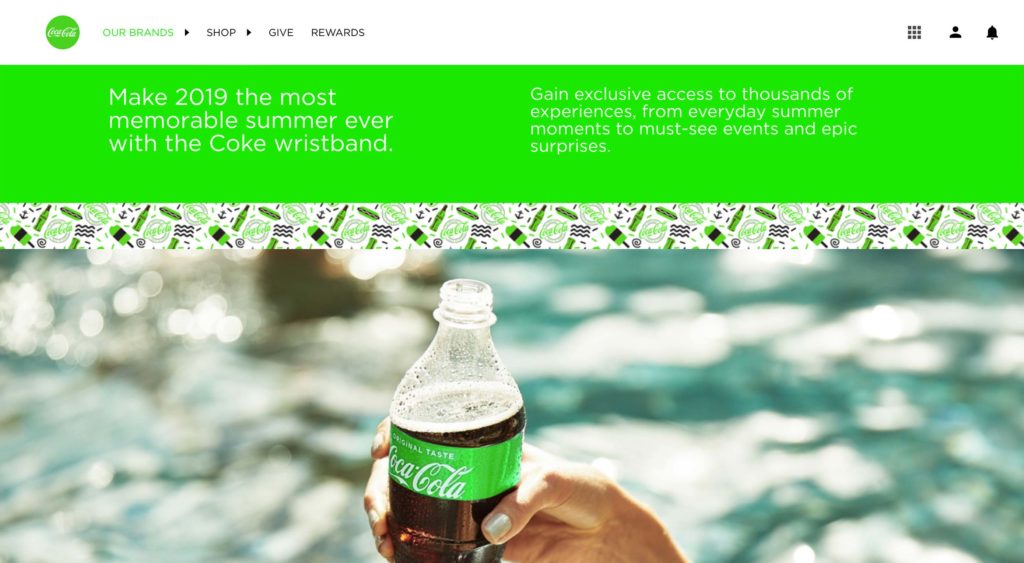 Coca-Cola
OUR BRANDS
SHOP
GIVE
REWARDS
Make 2019 the most
memorable summer ever
with the Coke wristband.
Gain exclusive access to thousands of
experiences, from everyday summer
moments to must-see events and epic
surprises.
ORIGINAL TASTE
Coca-Cola